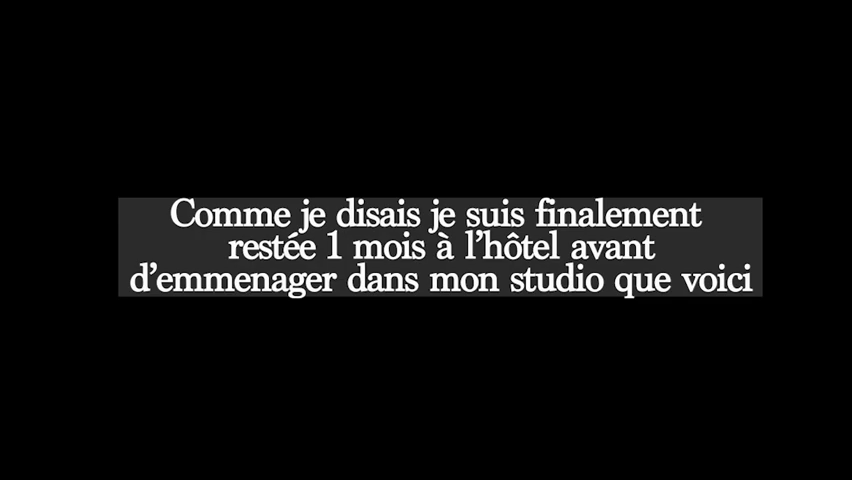 Comme je disais je suis finalement
restée 1 mois à l’hôtel avant
d’emmenager dans mon studio que voici